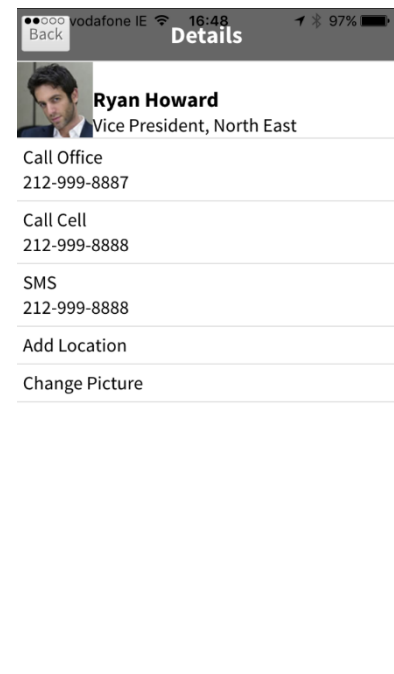 vodafone IE 16:48 97%
Back Details
Ryan Howard
Vice President, North East
Call Office
212-999-8887
Call Cell
212-999-8888
SMS
212-999-8888
Add Location
Change Picture